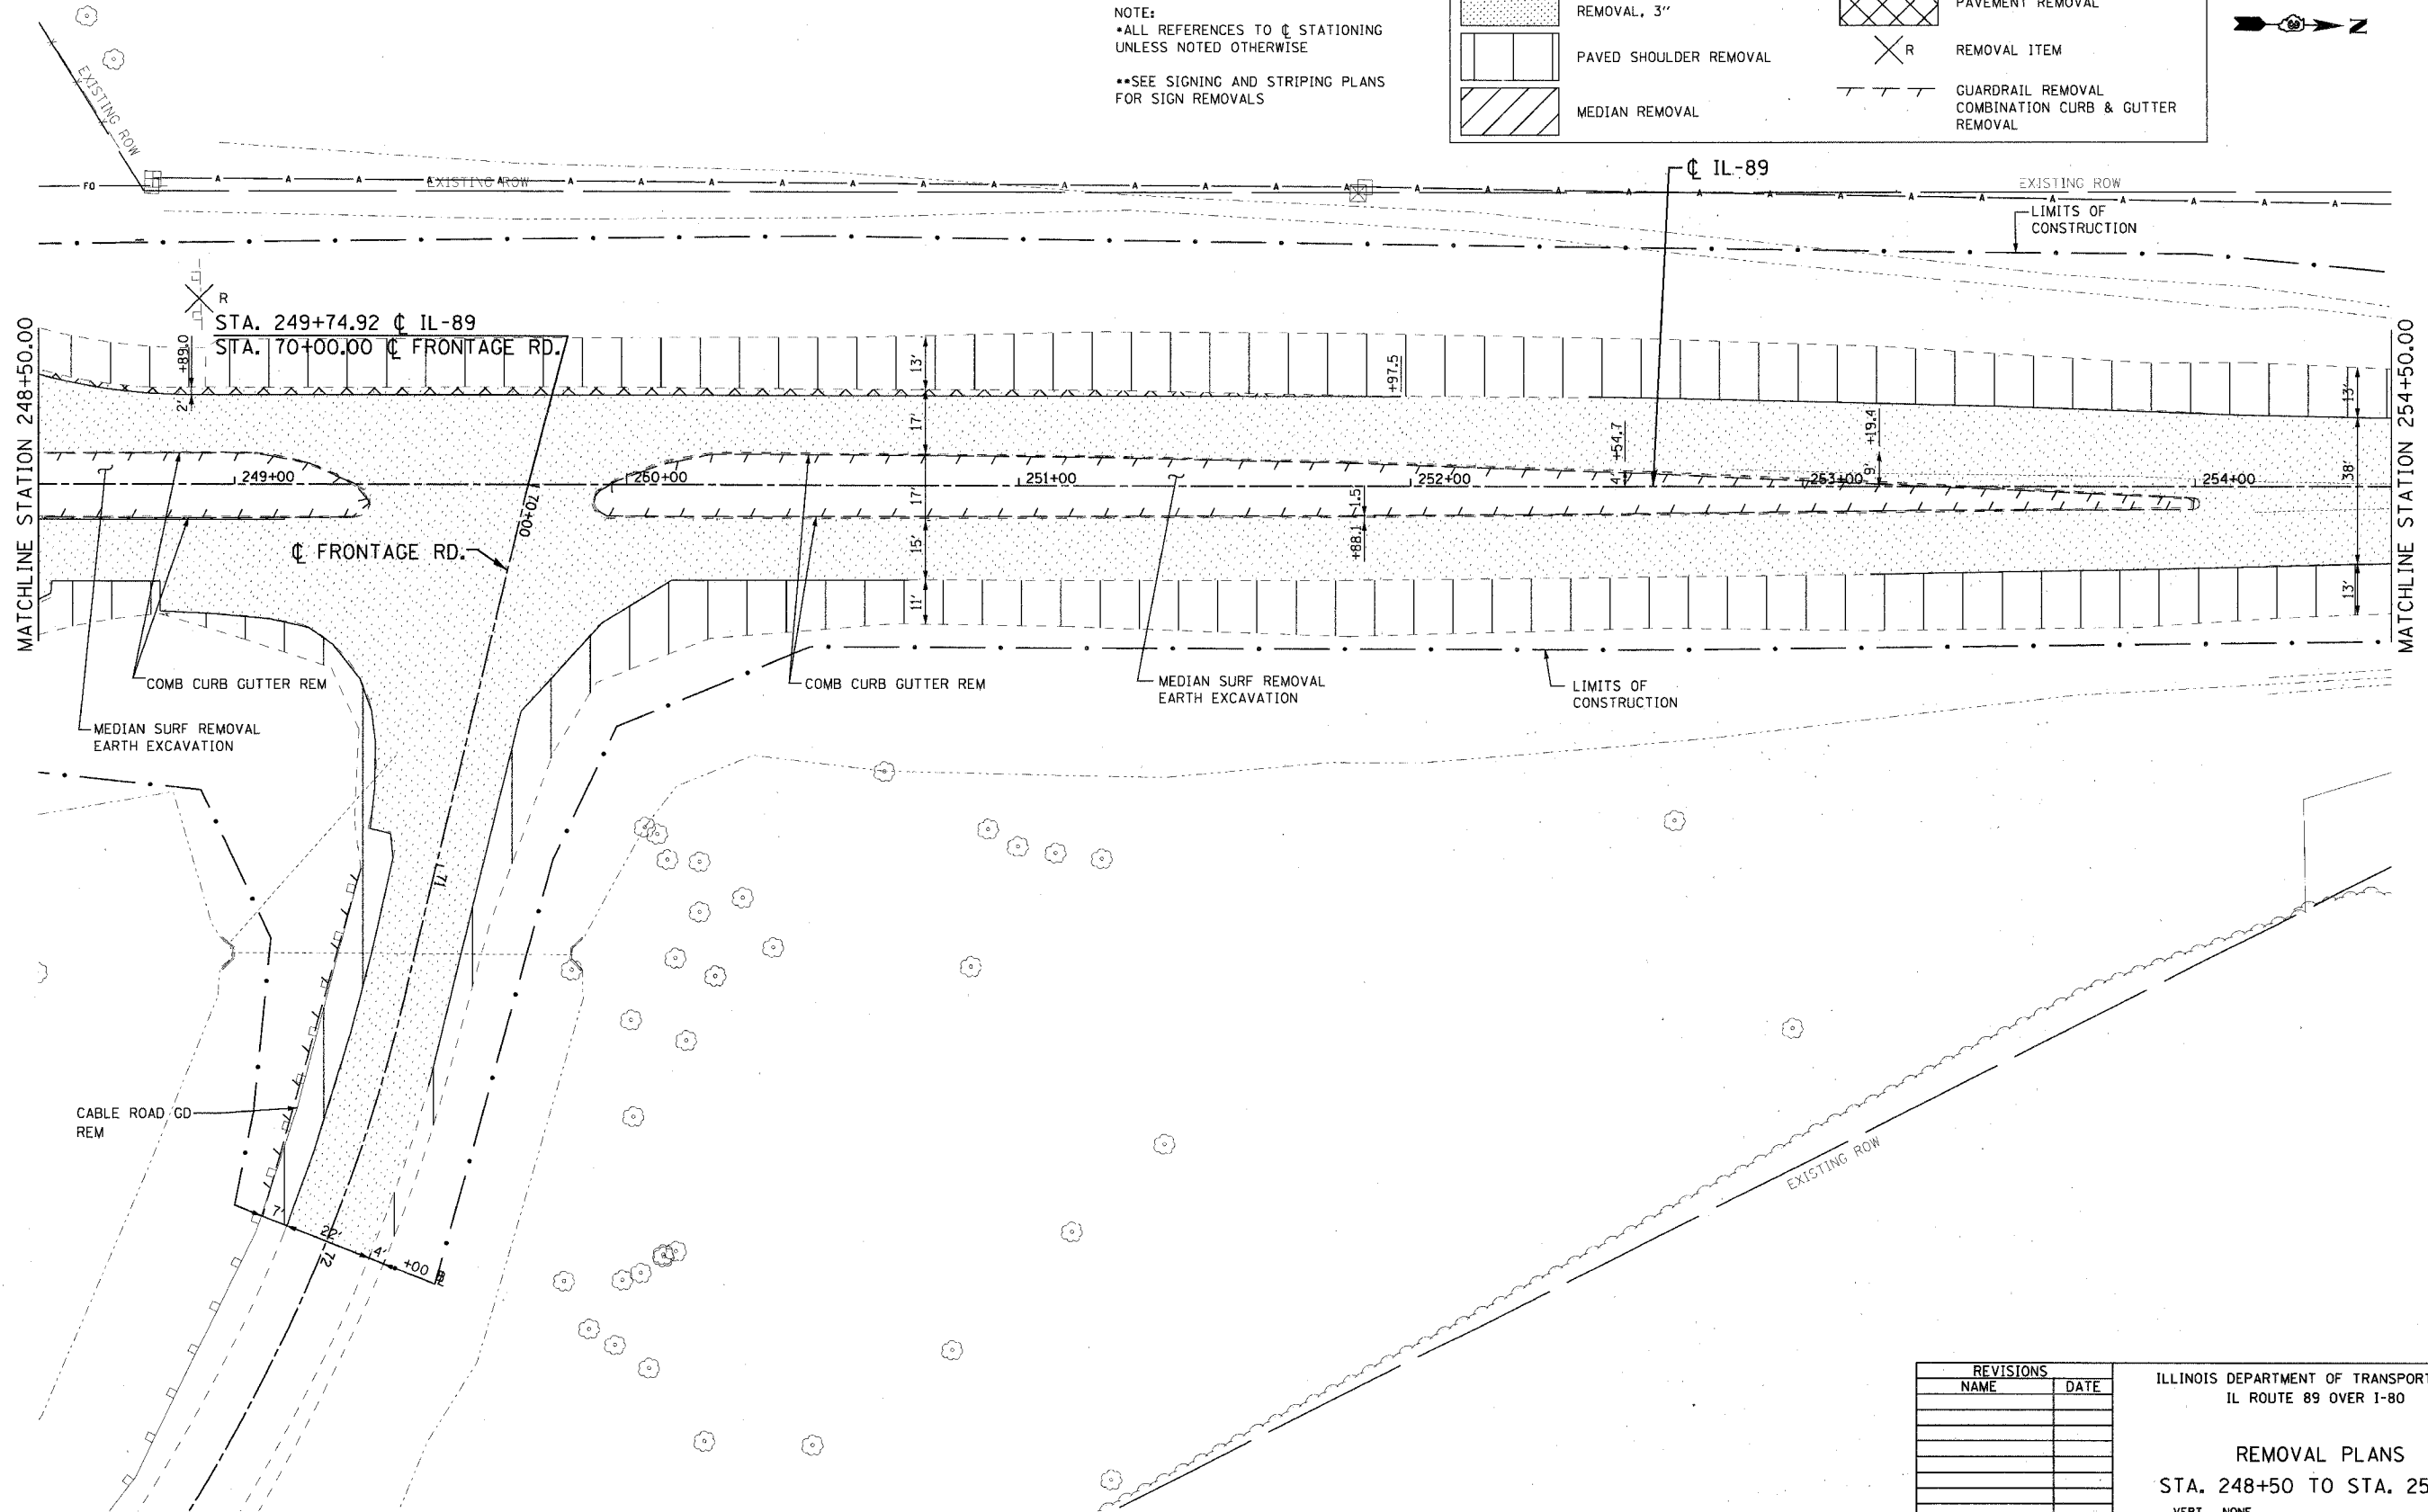 NOTE:
*ALL REFERENCES TO ℄ STATIONING
UNLESS NOTED OTHERWISE
**SEE SIGNING AND STRIPING PLANS
FOR SIGN REMOVALS
REMOVAL, 3"
PAVED SHOULDER REMOVAL
MEDIAN REMOVAL
PAVEMENT REMOVAL
R
REMOVAL ITEM
GUARDRAIL REMOVAL
COMBINATION CURB & GUTTER
REMOVAL
N
EXISTING ROW
FO
EXISTING ROW
A A A A A A A A A A A A A A A A A A A A A A A A A A A A A A
℄ IL-89
EXISTING ROW
LIMITS OF
CONSTRUCTION
R
STA. 249+74.92 ℄ IL-89
STA. 70+00.00 ℄ FRONTAGE RD.
MATCHLINE STATION 248+50.00
MATCHLINE STATION 254+50.00
+89.0
2'
13'
17'
17'
15'
11'
+97.5
+54.7
4'
+19.4
9'
+88.1
1.5'
13'
38'
13'
249+00
250+00
251+00
252+00
253+00
254+00
70+00
℄ FRONTAGE RD.
COMB CURB GUTTER REM
MEDIAN SURF REMOVAL
EARTH EXCAVATION
COMB CURB GUTTER REM
MEDIAN SURF REMOVAL
EARTH EXCAVATION
LIMITS OF
CONSTRUCTION
71
CABLE ROAD GD
REM
7'
22'
4'
+00
72
EXISTING ROW
REVISIONS
NAME
DATE
ILLINOIS DEPARTMENT OF TRANSPORT
IL ROUTE 89 OVER I-80
REMOVAL PLANS
STA. 248+50 TO STA. 25
VERT. NONE